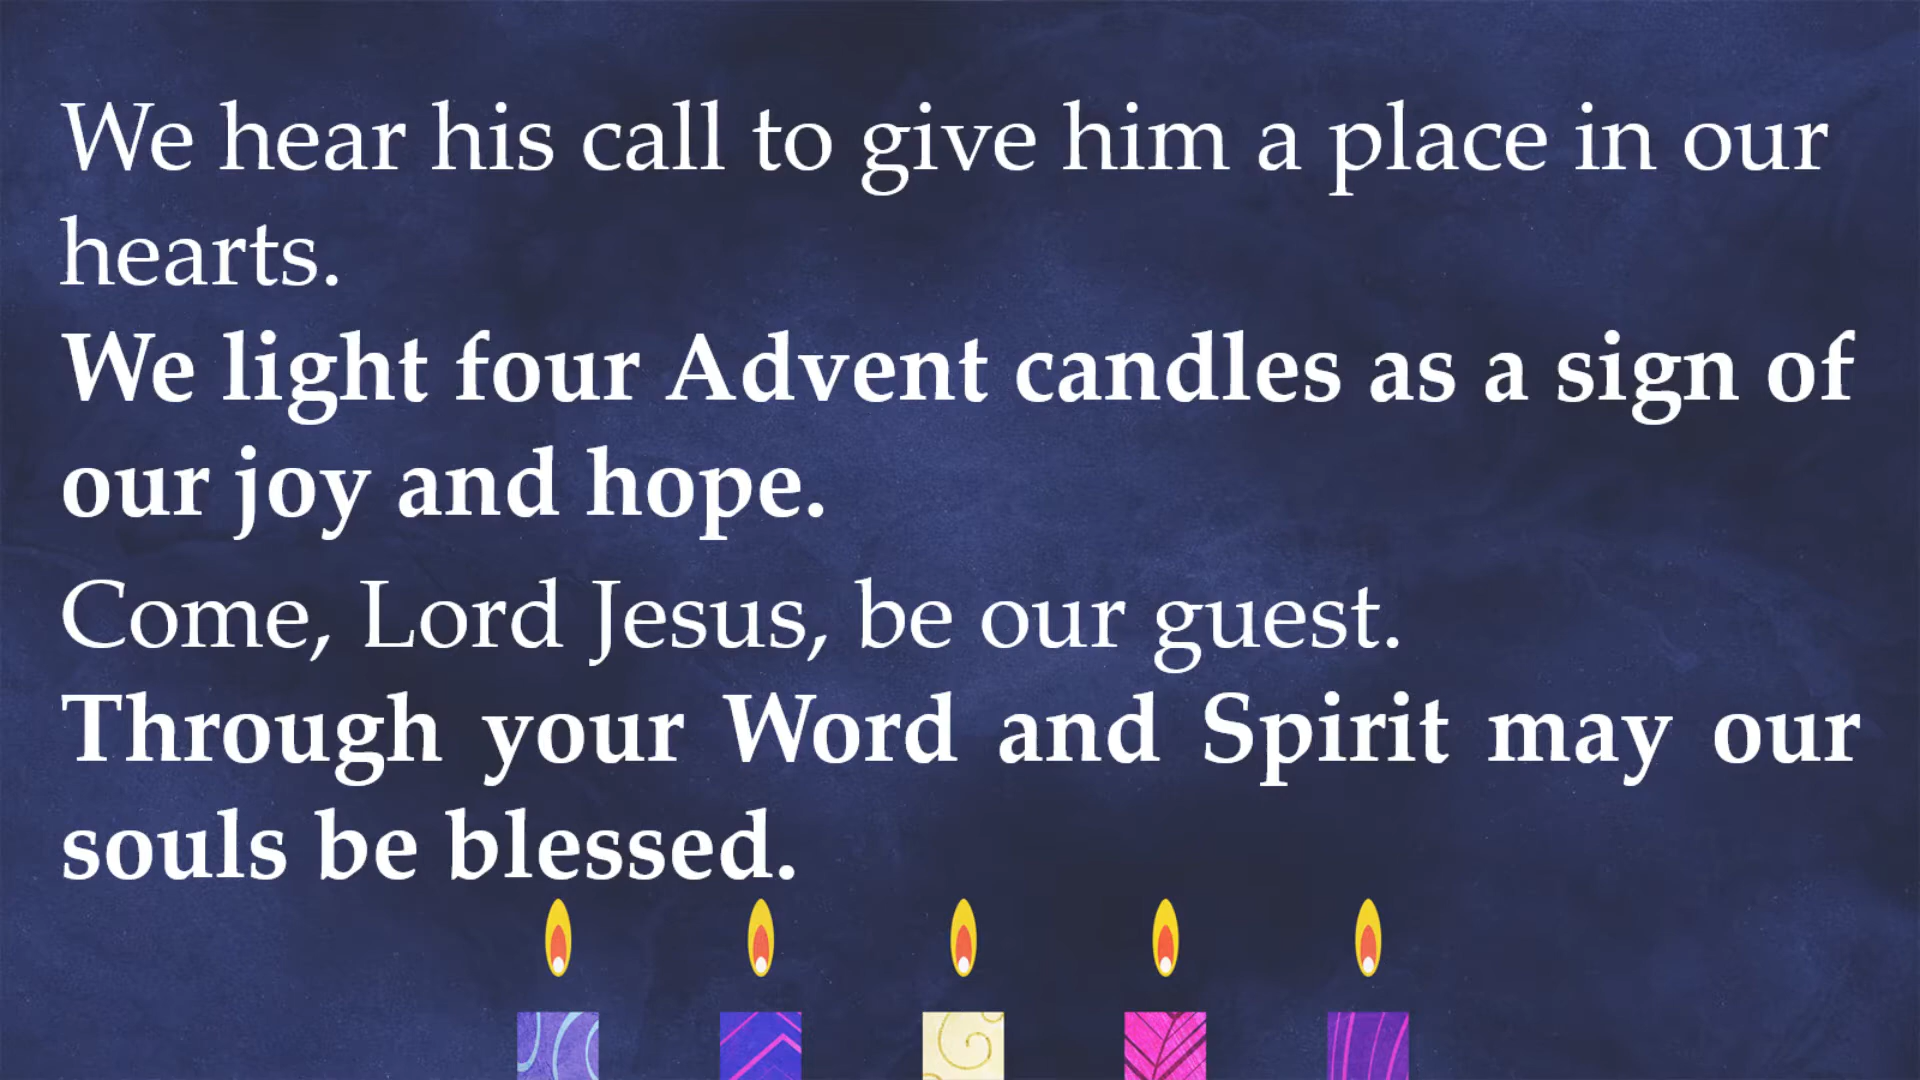 We hear his call to give him a place in our
hearts.
We light four Advent candles as a sign of
our joy and hope.
Come, Lord Jesus, be our guest.
Through your Word and Spirit may our
souls be blessed.